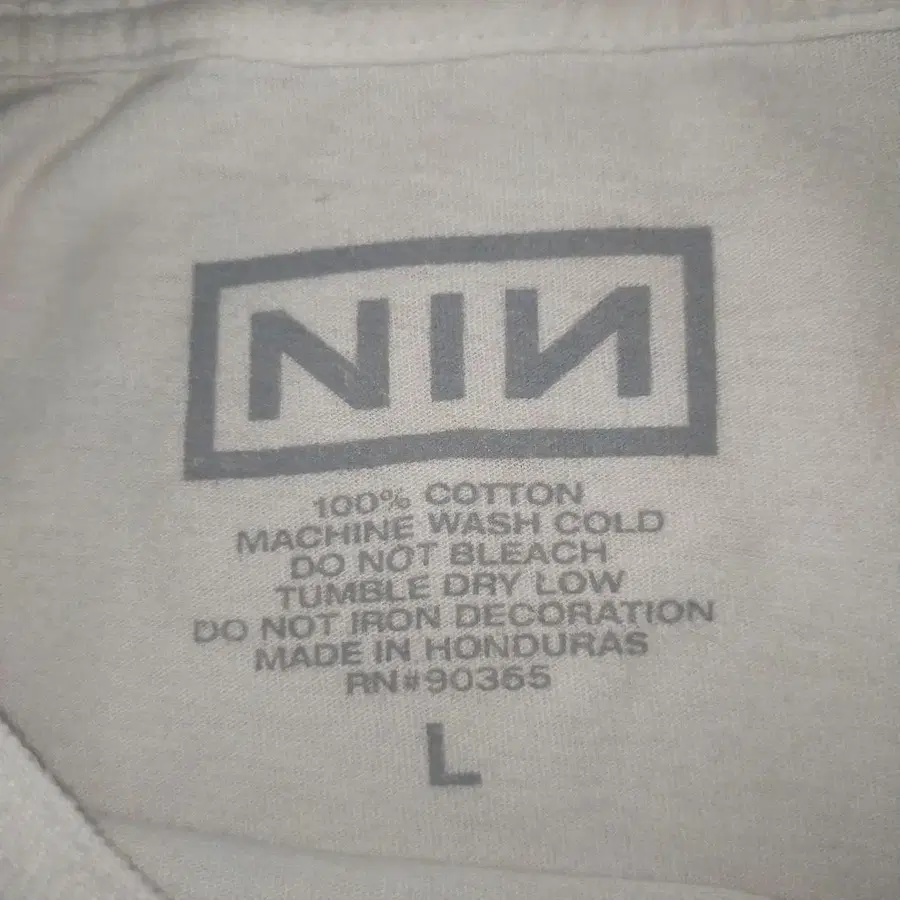 NIN
100% COTTON
MACHINE WASH COLD
DO NOT BLEACH
TUMBLE DRY LOW
DO NOT IRON DECORATION
MADE IN HONDURAS
RN#90365
L